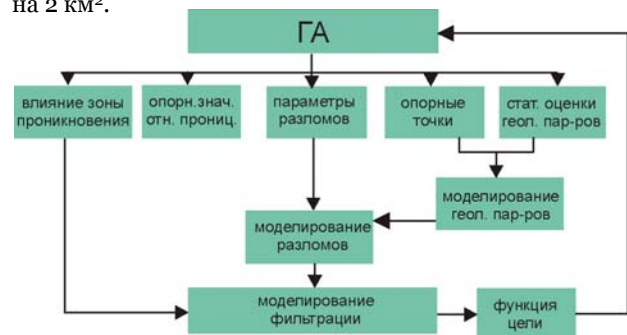 на 2 км².
ГА
влияние зоны
проникновения
опорн.знач.
отн. прониц.
параметры
разломов
опорные
точки
стат. оценки
геол. пар-ров
моделирование
геол. пар-ров
моделирование
разломов
моделирование
фильтрации
функция
цели